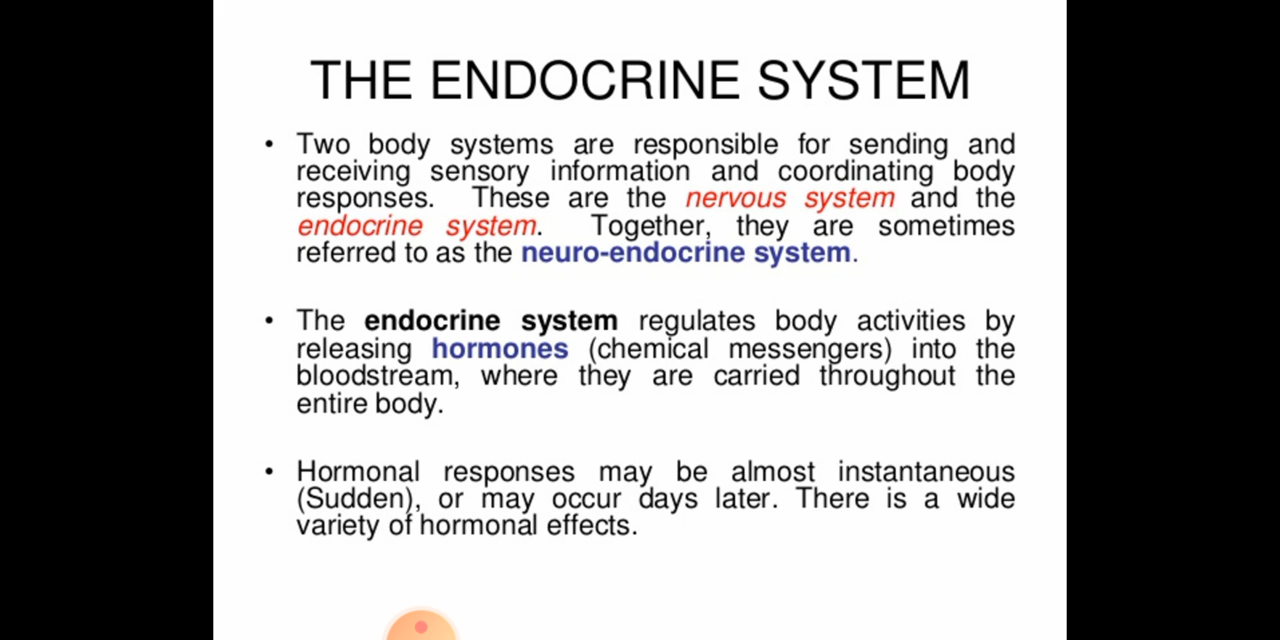 THE ENDOCRINE SYSTEM
• Two body systems are responsible for sending and
receiving sensory information and coordinating body
responses. These are the nervous system and the
endocrine system. Together, they are sometimes
referred to as the neuro-endocrine system.
• The endocrine system regulates body activities by
releasing hormones (chemical messengers) into the
bloodstream, where they are carried throughout the
entire body.
• Hormonal responses may be almost instantaneous
(Sudden), or may occur days later. There is a wide
variety of hormonal effects.